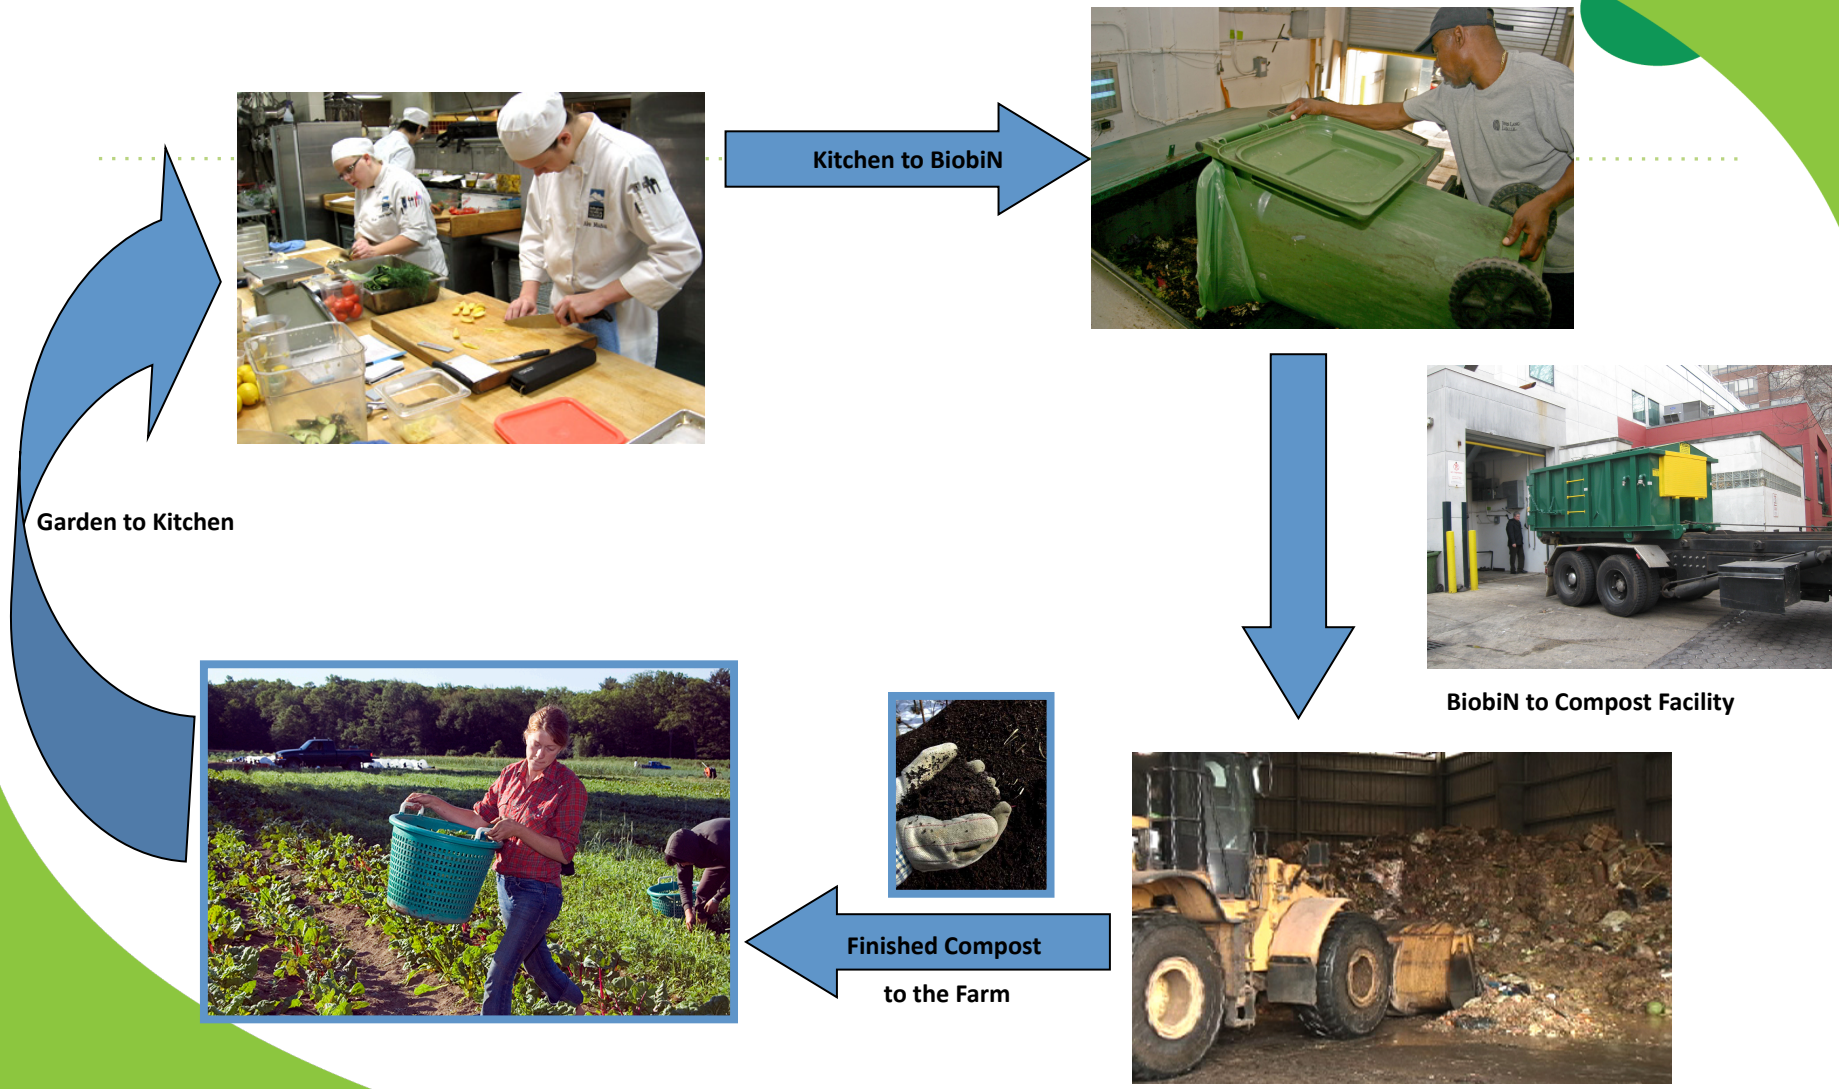 Kitchen to BiobiN
Garden to Kitchen
BiobiN to Compost Facility
Finished Compost
to the Farm